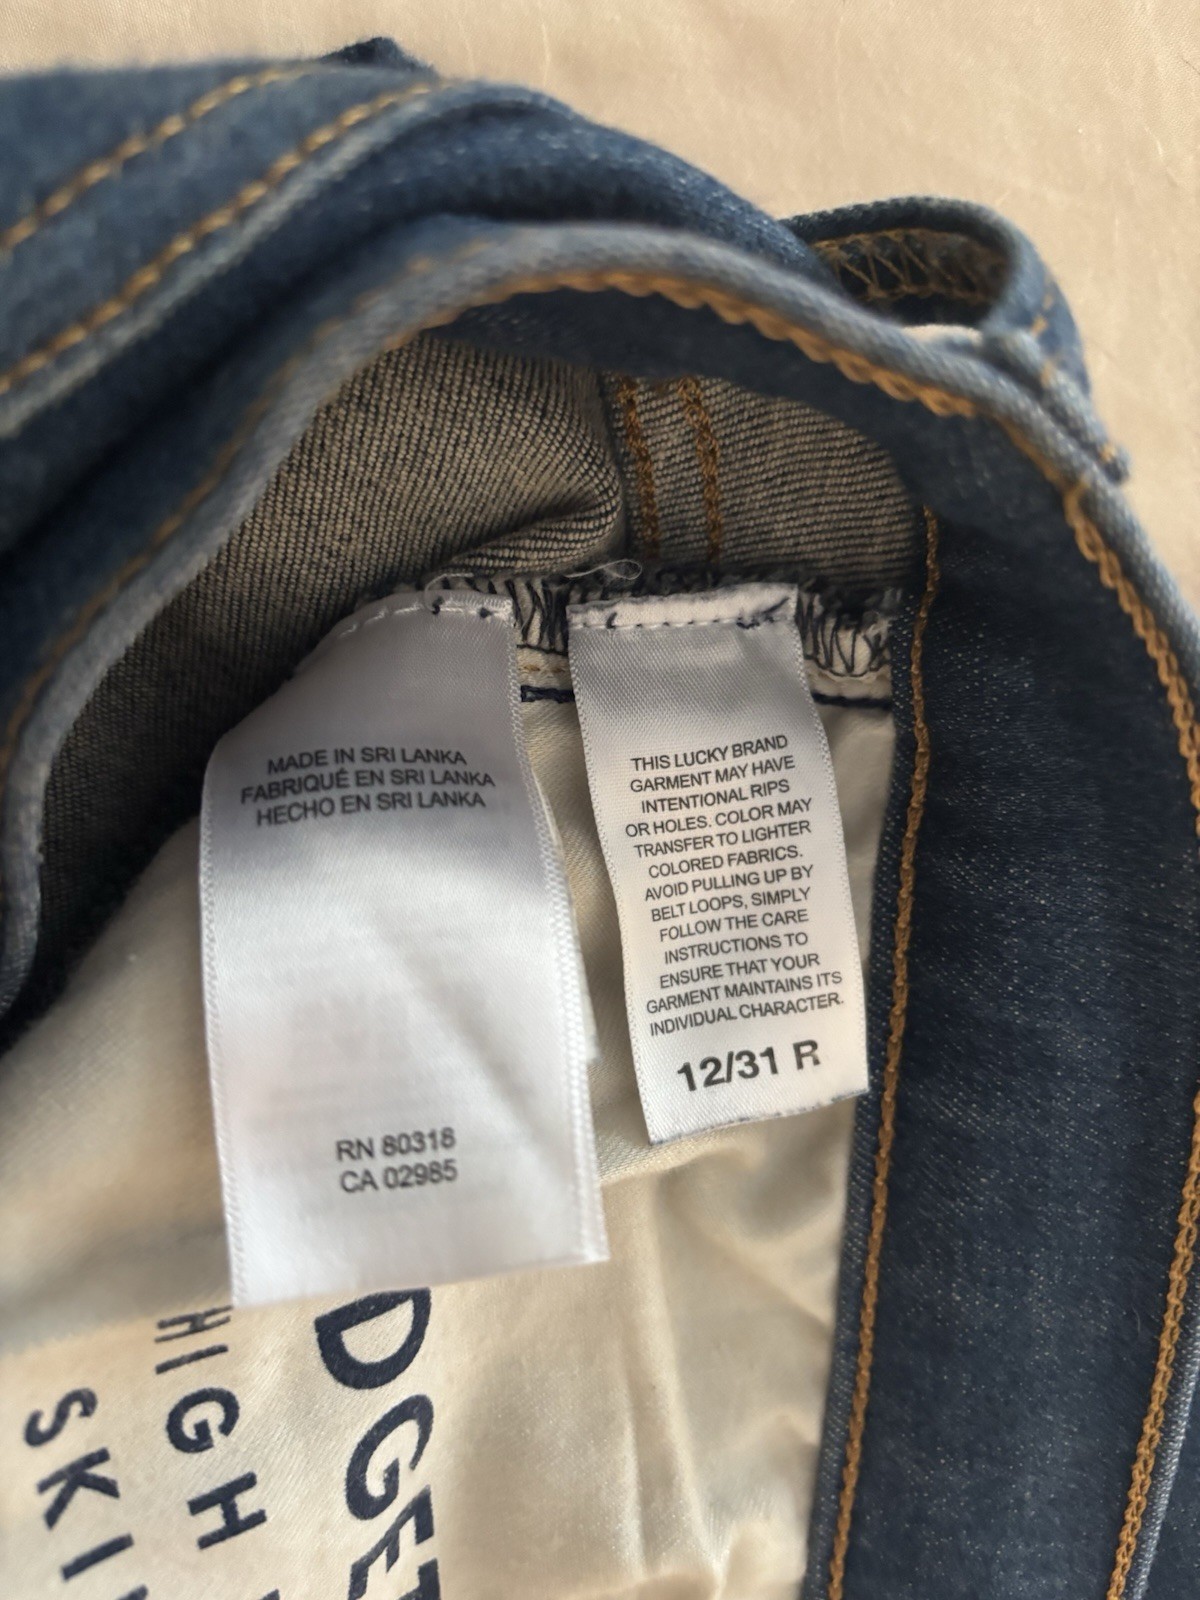 MADE IN SRI LANKA
FABRIQUÉ EN SRI LANKA
HECHO EN SRI LANKA
RN 80318
CA 02985
THIS LUCKY BRAND
GARMENT MAY HAVE
INTENTIONAL RIPS
OR HOLES. COLOR MAY
TRANSFER TO LIGHTER
COLORED FABRICS.
AVOID PULLING UP BY
BELT LOOPS, SIMPLY
FOLLOW THE CARE
INSTRUCTIONS TO
ENSURE THAT YOUR
GARMENT MAINTAINS ITS
INDIVIDUAL CHARACTER.
12/31 R
HIGH